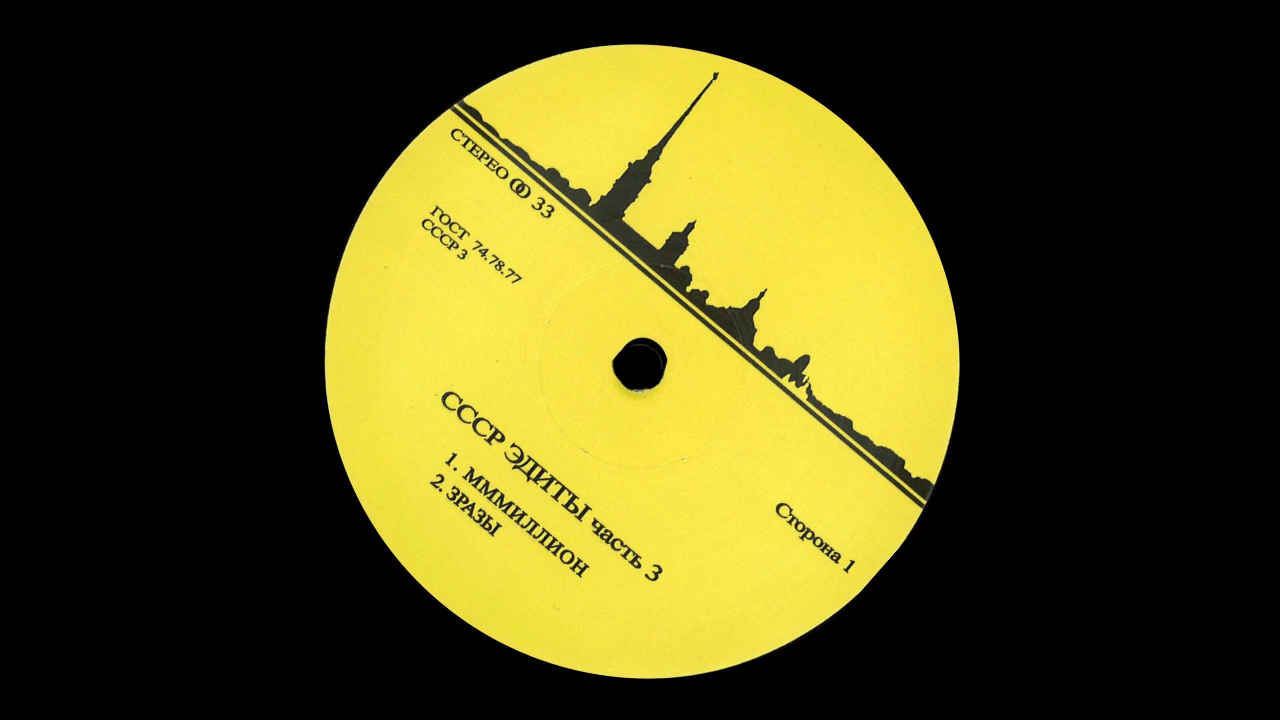 СТЕРЕО 33
ГОСТ 74.78.77
СССР 3
СССР ЭДИТЫ часть 3
1. МММИЛЛИОН
2. ЗРАЗЫ
Сторона 1